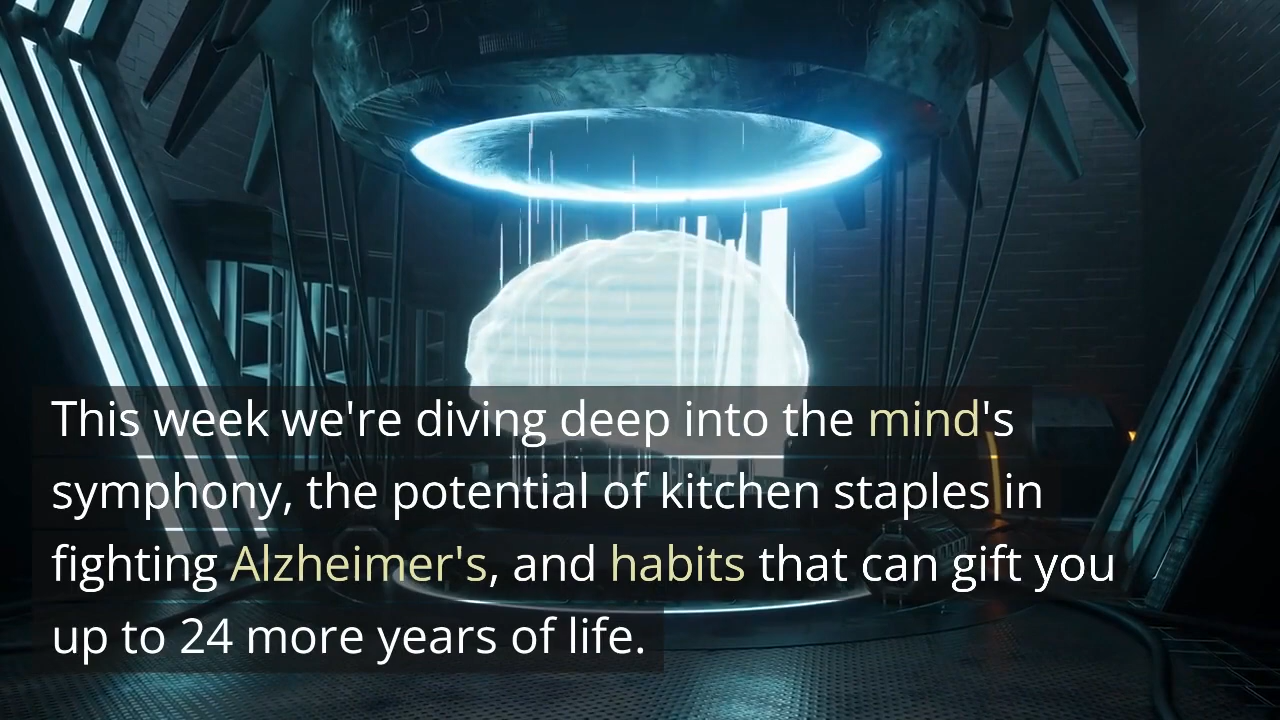 This week we're diving deep into the mind's
symphony, the potential of kitchen staples in
fighting Alzheimer's, and habits that can gift you
up to 24 more years of life.